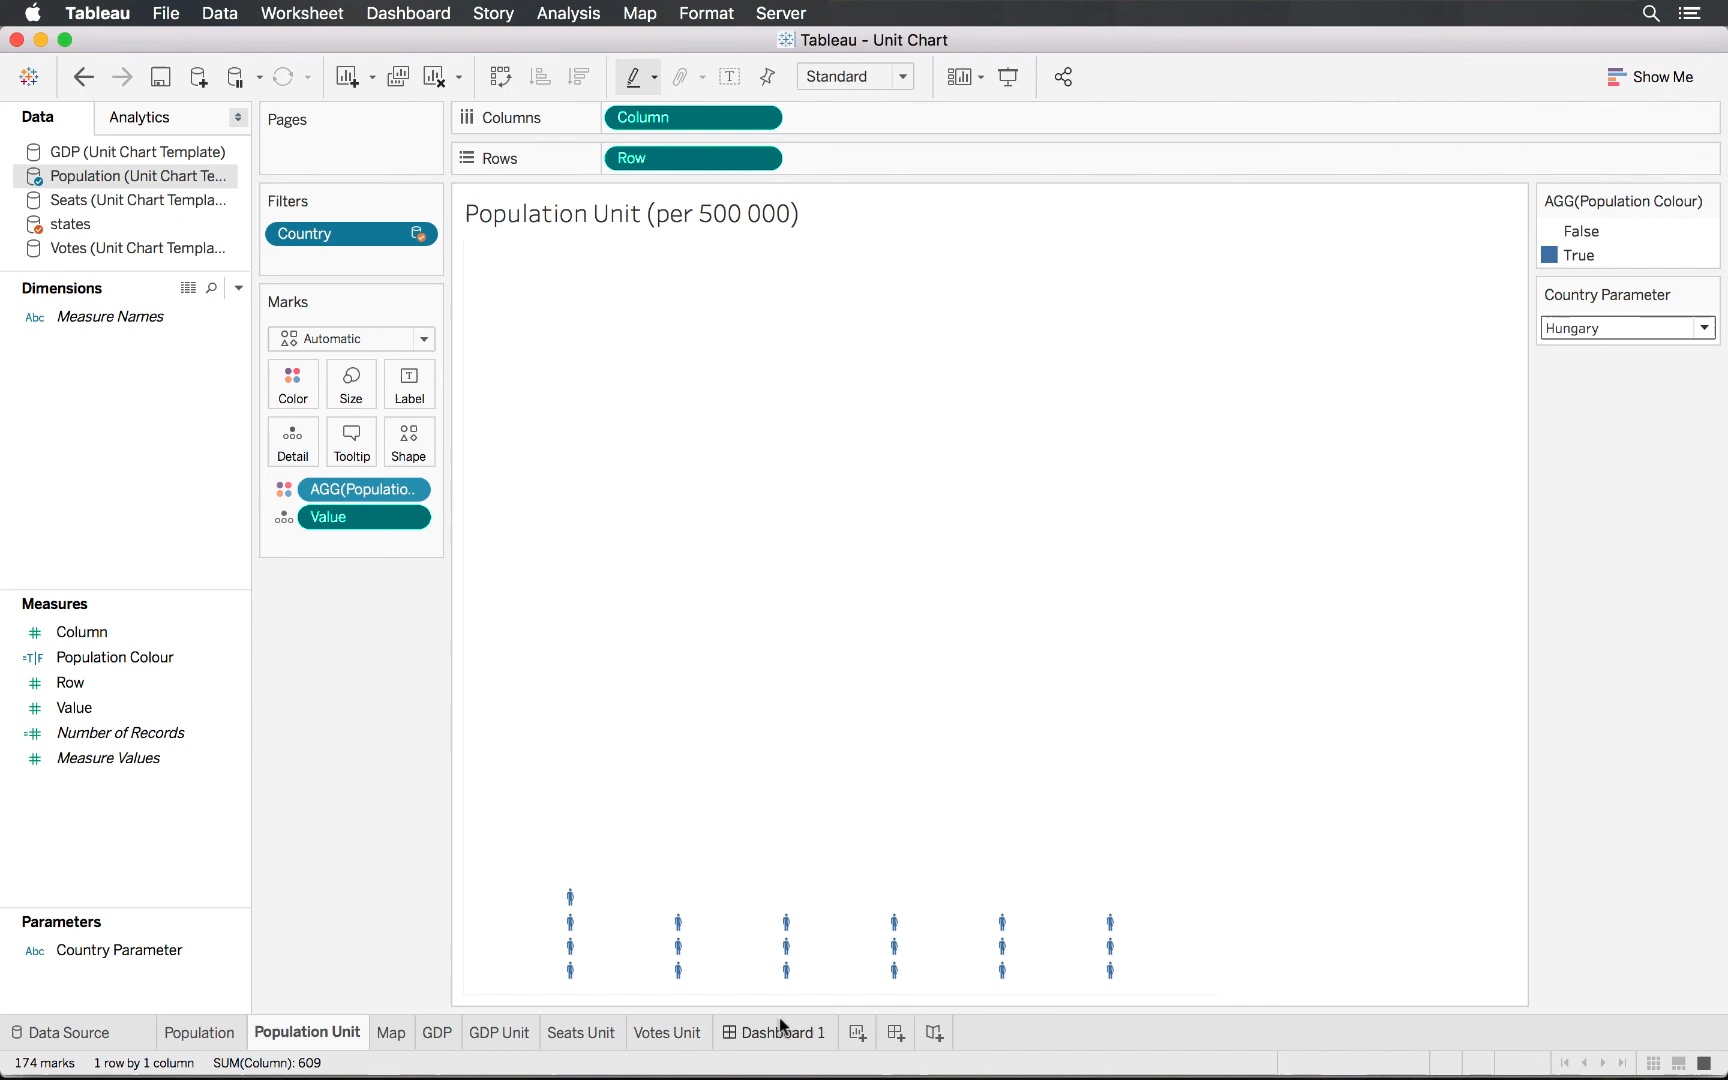 Tableau File Data Worksheet Dashboard Story Analysis Map Format Server
Tableau - Unit Chart
Standard
Show Me
Data
Analytics
GDP (Unit Chart Template)
Population (Unit Chart Te...
Seats (Unit Chart Templa...
states
Votes (Unit Chart Templa...
Dimensions
Abc Measure Names
Measures
# Column
=T|F Population Colour
# Row
# Value
=# Number of Records
# Measure Values
Parameters
Abc Country Parameter
Pages
Filters
Country
Marks
Automatic
Color Size Label
Detail Tooltip Shape
AGG(Populatio..
Value
Columns Column
Rows Row
Population Unit (per 500 000)
AGG(Population Colour)
False
True
Country Parameter
Hungary
Data Source Population Population Unit Map GDP GDP Unit Seats Unit Votes Unit Dashboard 1
174 marks 1 row by 1 column SUM(Column): 609